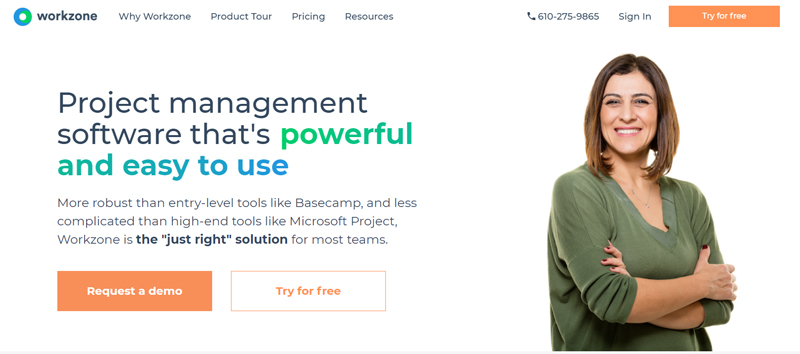 workzone
Why Workzone
Product Tour
Pricing
Resources
610-275-9865
Sign In
Try for free
Project management
software that's powerful
and easy to use
More robust than entry-level tools like Basecamp, and less
complicated than high-end tools like Microsoft Project,
Workzone is the "just right" solution for most teams.
Request a demo
Try for free